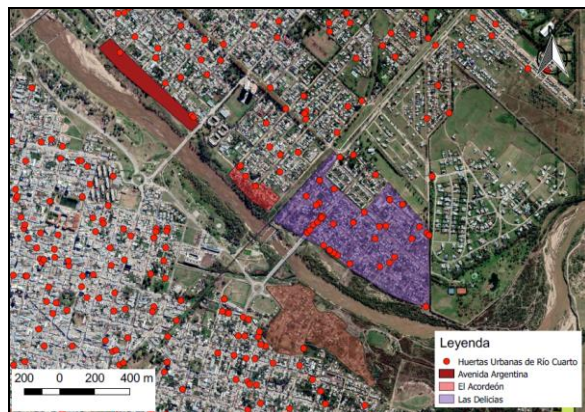 Leyenda
Huertas Urbanas de Río Cuarto
Avenida Argentina
El Acordeón
Las Delicias
200 0 200 400 m